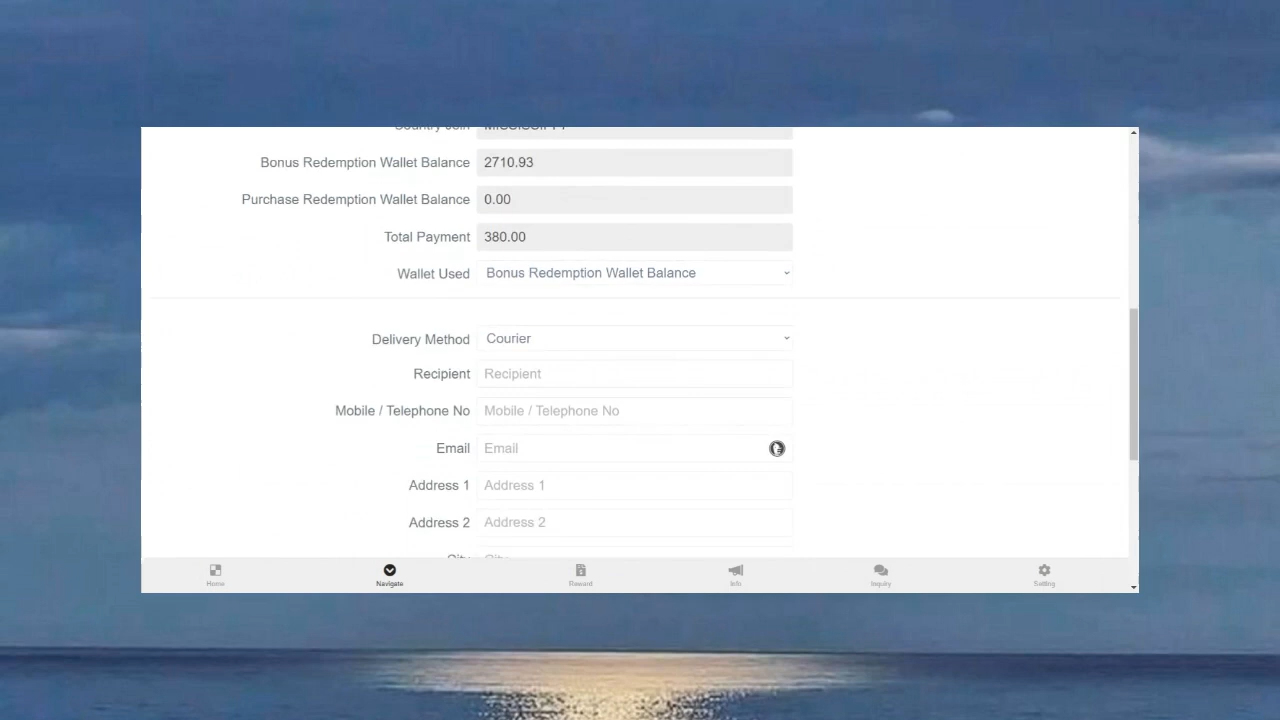 Bonus Redemption Wallet Balance 2710.93
Purchase Redemption Wallet Balance 0.00
Total Payment 380.00
Wallet Used Bonus Redemption Wallet Balance
Delivery Method Courier
Recipient Recipient
Mobile / Telephone No Mobile / Telephone No
Email Email
Address 1 Address 1
Address 2 Address 2
City City
Home Navigate Reward Info Inquiry Setting